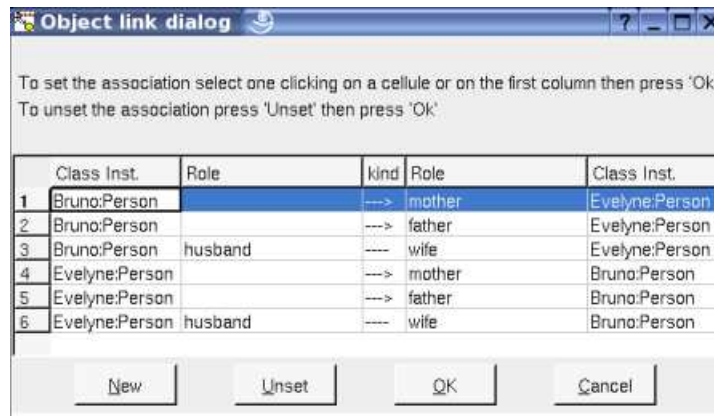 Object link dialog ? _ X
To set the association select one clicking on a cellule or on the first column then press 'Ok
To unset the association press 'Unset' then press 'Ok'
Class Inst. Role kind Role Class Inst.
1 Bruno:Person ---> mother Evelyne:Person
2 Bruno:Person ---> father Evelyne:Person
3 Bruno:Person husband ---- wife Evelyne:Person
4 Evelyne:Person ---> mother Bruno:Person
5 Evelyne:Person ---> father Bruno:Person
6 Evelyne:Person husband ---- wife Bruno:Person
New Unset OK Cancel